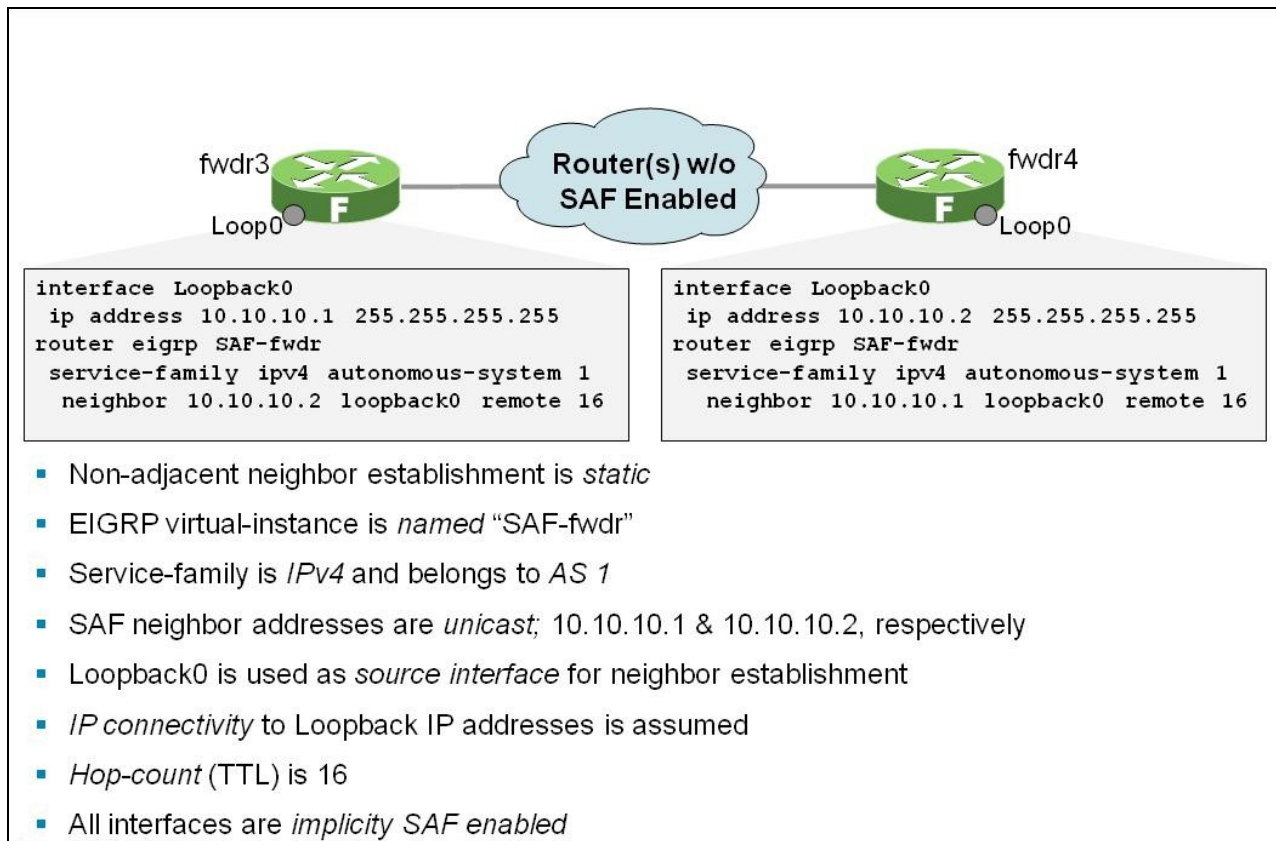 fwdr3
Router(s) w/o
SAF Enabled
fwdr4
F
F
Loop0
Loop0
interface Loopback0
 ip address 10.10.10.1 255.255.255.255
router eigrp SAF-fwdr
 service-family ipv4 autonomous-system 1
  neighbor 10.10.10.2 loopback0 remote 16
interface Loopback0
 ip address 10.10.10.2 255.255.255.255
router eigrp SAF-fwdr
 service-family ipv4 autonomous-system 1
  neighbor 10.10.10.1 loopback0 remote 16
▪ Non-adjacent neighbor establishment is static
▪ EIGRP virtual-instance is named “SAF-fwdr”
▪ Service-family is IPv4 and belongs to AS 1
▪ SAF neighbor addresses are unicast; 10.10.10.1 & 10.10.10.2, respectively
▪ Loopback0 is used as source interface for neighbor establishment
▪ IP connectivity to Loopback IP addresses is assumed
▪ Hop-count (TTL) is 16
▪ All interfaces are implicity SAF enabled